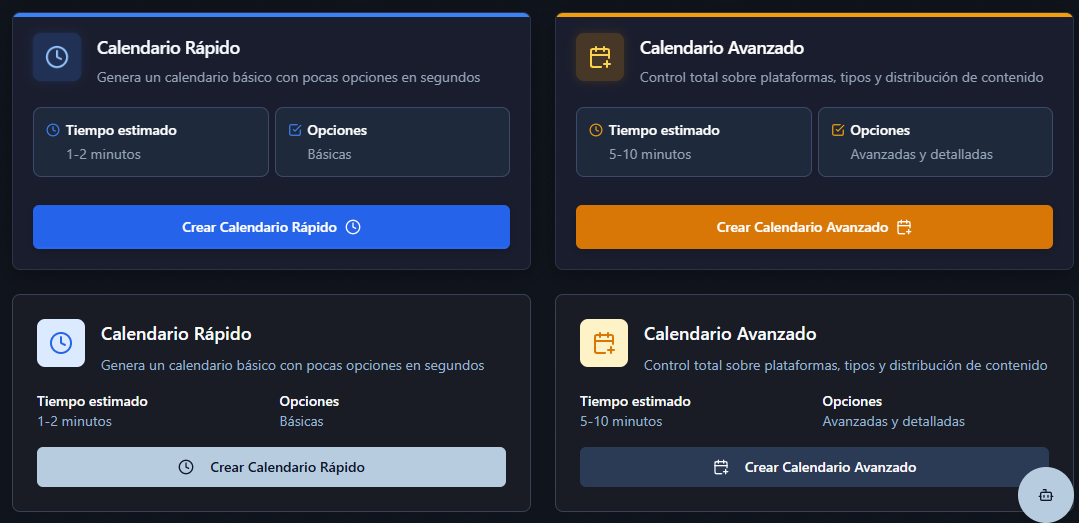 Calendario Rápido
Genera un calendario básico con pocas opciones en segundos
Tiempo estimado
1-2 minutos
Opciones
Básicas
Crear Calendario Rápido
Calendario Avanzado
Control total sobre plataformas, tipos y distribución de contenido
Tiempo estimado
5-10 minutos
Opciones
Avanzadas y detalladas
Crear Calendario Avanzado
Calendario Rápido
Genera un calendario básico con pocas opciones en segundos
Tiempo estimado
1-2 minutos
Opciones
Básicas
Crear Calendario Rápido
Calendario Avanzado
Control total sobre plataformas, tipos y distribución de contenido
Tiempo estimado
5-10 minutos
Opciones
Avanzadas y detalladas
Crear Calendario Avanzado